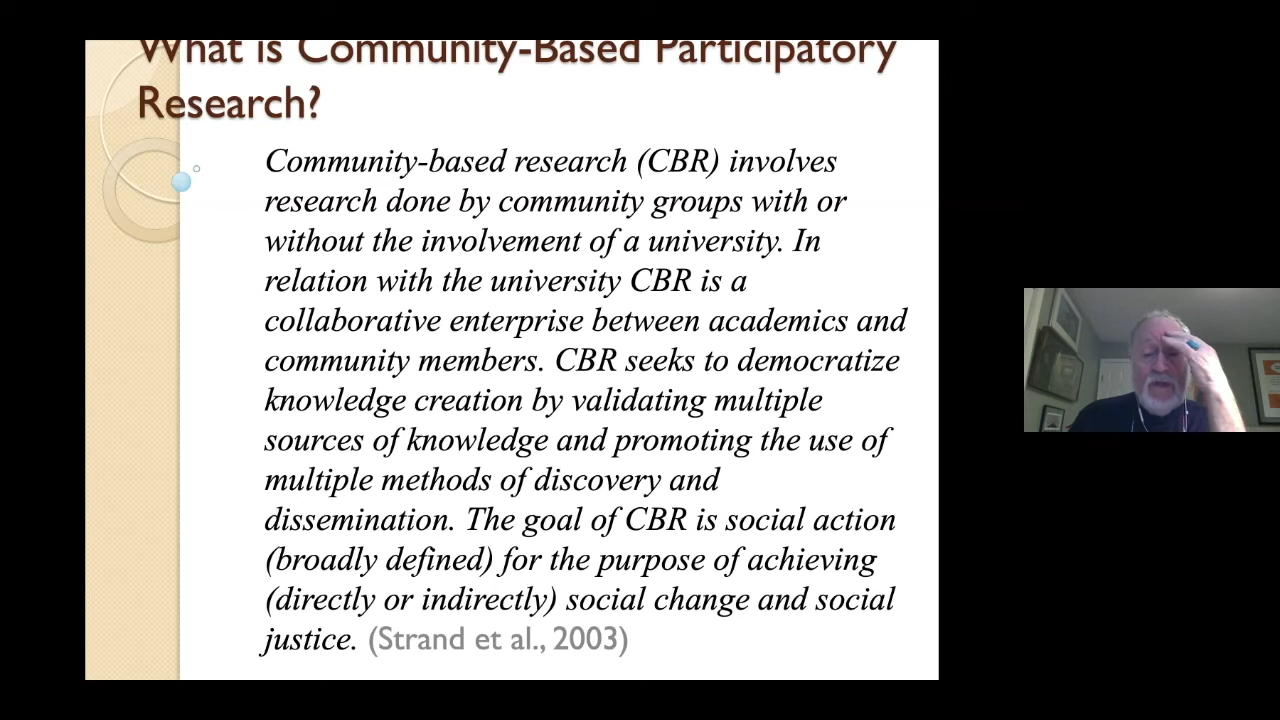 What is Community-Based Participatory
Research?
Community-based research (CBR) involves
research done by community groups with or
without the involvement of a university. In
relation with the university CBR is a
collaborative enterprise between academics and
community members. CBR seeks to democratize
knowledge creation by validating multiple
sources of knowledge and promoting the use of
multiple methods of discovery and
dissemination. The goal of CBR is social action
(broadly defined) for the purpose of achieving
(directly or indirectly) social change and social
justice. (Strand et al., 2003)